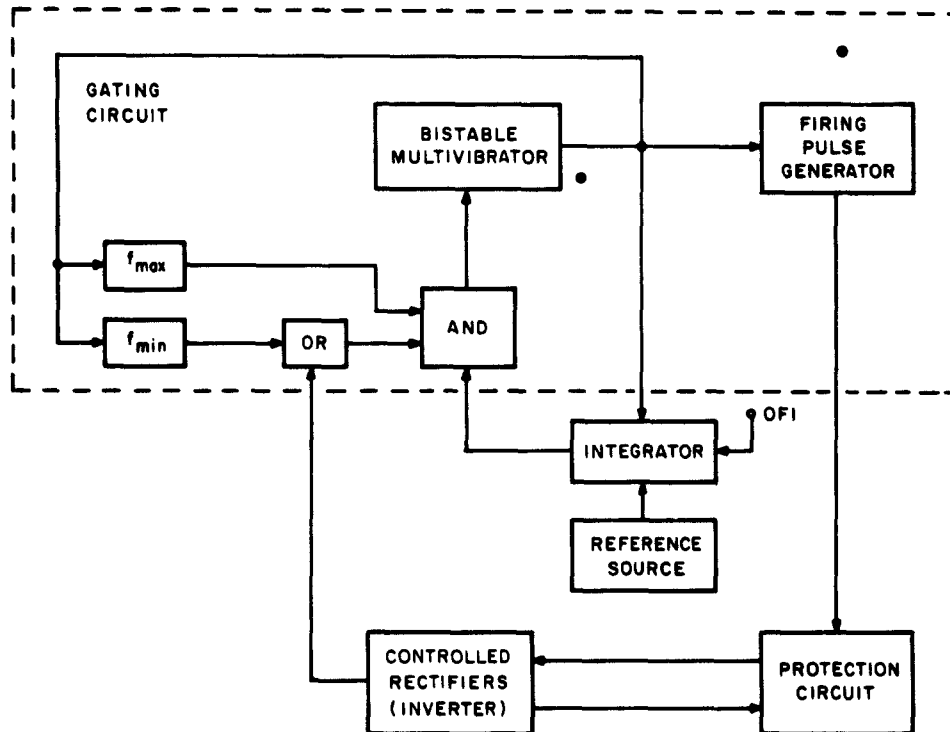 GATING
CIRCUIT
BISTABLE
MULTIVIBRATOR
FIRING
PULSE
GENERATOR
fmax
fmin
OR
AND
OFI
INTEGRATOR
REFERENCE
SOURCE
CONTROLLED
RECTIFIERS
(INVERTER)
PROTECTION
CIRCUIT